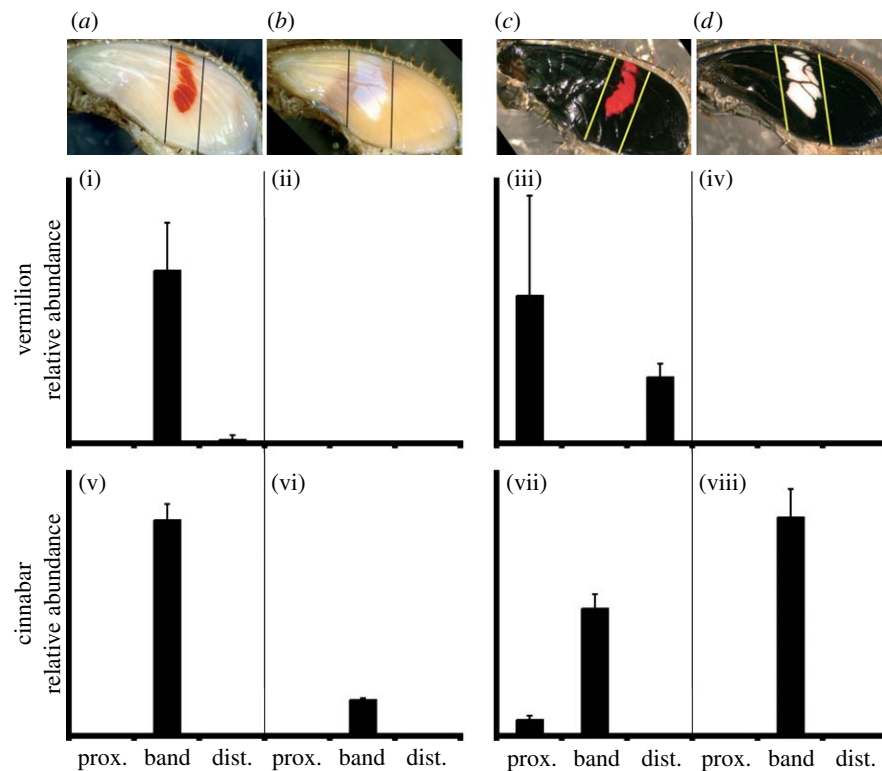 (a) (b) (c) (d)
(i) (ii) (iii) (iv)
vermilion
relative abundance
(v) (vi) (vii) (viii)
cinnabar
relative abundance
prox. band dist. prox. band dist. prox. band dist. prox. band dist.